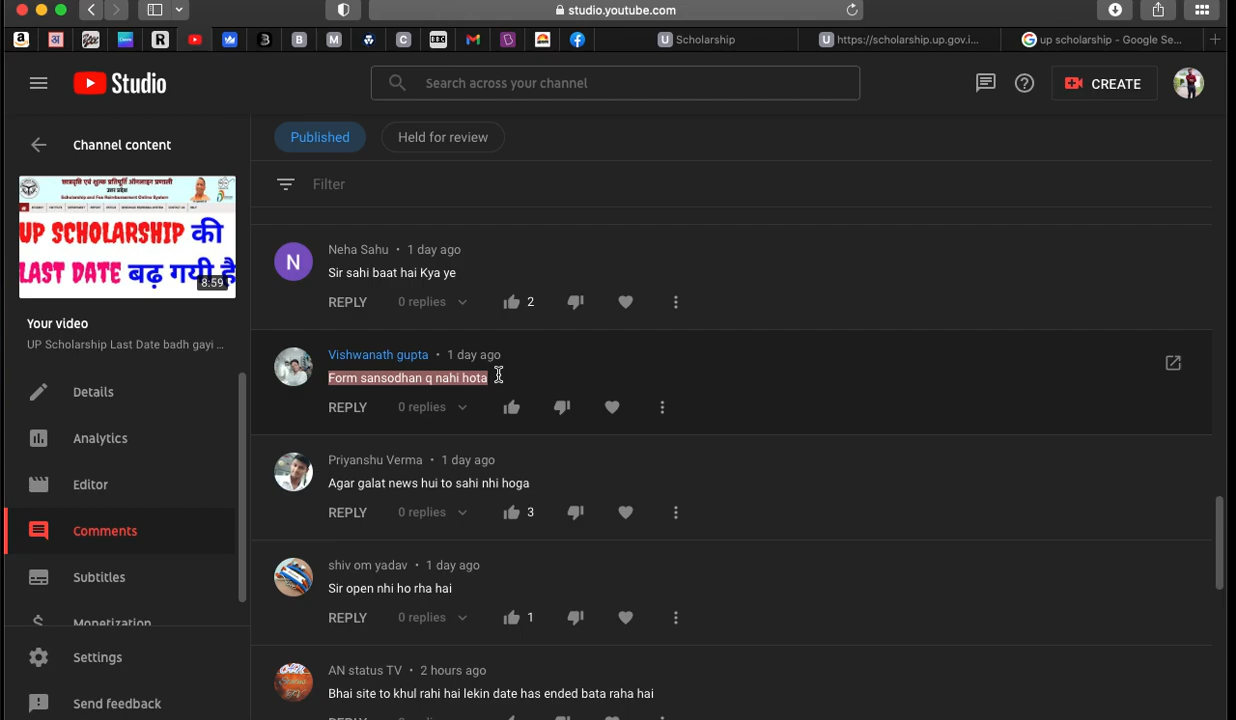 studio.youtube.com
Scholarship
https://scholarship.up.gov.i...
up scholarship - Google Se...
Studio
Search across your channel
CREATE
Channel content
Published
Held for review
Filter
UP SCHOLARSHIP की
LAST DATE बढ़ गयी है
8:59
Your video
UP Scholarship Last Date badh gayi ...
Details
Analytics
Editor
Comments
Subtitles
Monetization
Settings
Send feedback
Neha Sahu • 1 day ago
Sir sahi baat hai Kya ye
REPLY 0 replies 2
Vishwanath gupta • 1 day ago
Form sansodhan q nahi hota
REPLY 0 replies
Priyanshu Verma • 1 day ago
Agar galat news hui to sahi nhi hoga
REPLY 0 replies 3
shiv om yadav • 1 day ago
Sir open nhi ho rha hai
REPLY 0 replies 1
AN status TV • 2 hours ago
Bhai site to khul rahi hai lekin date has ended bata raha hai